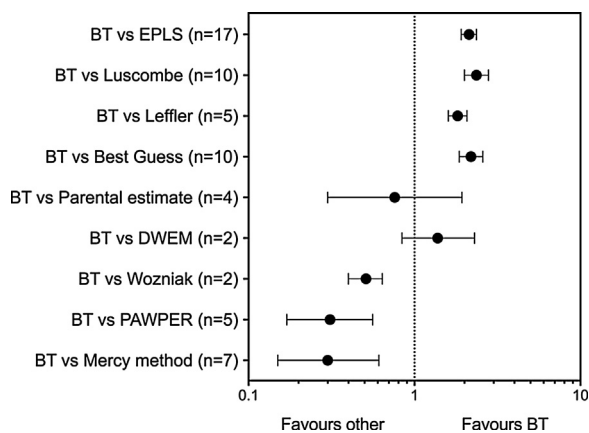 BT vs EPLS (n=17)
BT vs Luscombe (n=10)
BT vs Leffler (n=5)
BT vs Best Guess (n=10)
BT vs Parental estimate (n=4)
BT vs DWEM (n=2)
BT vs Wozniak (n=2)
BT vs PAWPER (n=5)
BT vs Mercy method (n=7)
0.1 1 10
Favours other Favours BT